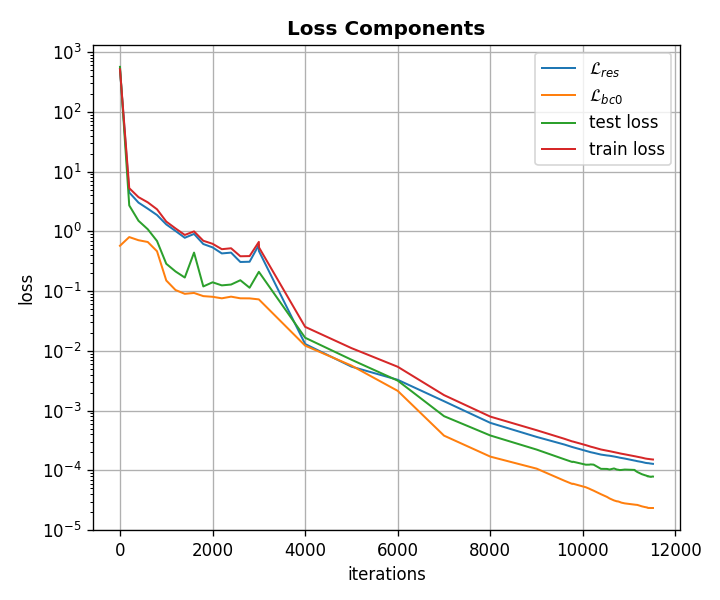 Loss Components
10³
10²
10¹
10⁰
10⁻¹
10⁻²
10⁻³
10⁻⁴
10⁻⁵
loss
ℒ_res
ℒ_bc0
test loss
train loss
0 2000 4000 6000 8000 10000 12000
iterations